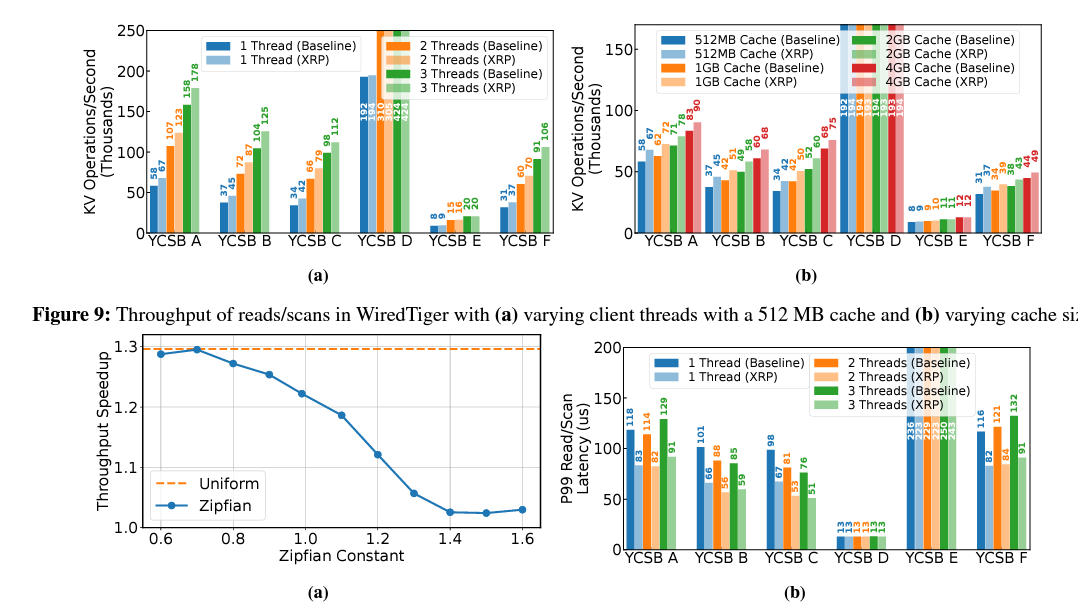 250
200
150
100
50
0
KV Operations/Second
(Thousands)
1 Thread (Baseline)
1 Thread (XRP)
2 Threads (Baseline)
2 Threads (XRP)
3 Threads (Baseline)
3 Threads (XRP)
58 67 107 123 158 178
37 45 72 87 104 125
34 42 66 79 98 112
192 194 310 305 424 424
8 9 15 16 20 20
31 37 60 70 91 106
YCSB A YCSB B YCSB C YCSB D YCSB E YCSB F
(a)
150
100
50
0
KV Operations/Second
(Thousands)
512MB Cache (Baseline)
512MB Cache (XRP)
1GB Cache (Baseline)
1GB Cache (XRP)
2GB Cache (Baseline)
2GB Cache (XRP)
4GB Cache (Baseline)
4GB Cache (XRP)
58 67 62 72 71 78 83 90
37 45 42 51 49 58 60 68
34 42 42 50 52 60 68 75
192 194 194 194 193 194 193 194
8 9 9 10 11 11 12 12
31 37 34 39 38 43 44 49
YCSB A YCSB B YCSB C YCSB D YCSB E YCSB F
(b)
Figure 9: Throughput of reads/scans in WiredTiger with (a) varying client threads with a 512 MB cache and (b) varying cache
1.3
1.2
1.1
1.0
Throughput Speedup
Uniform
Zipfian
0.6 0.8 1.0 1.2 1.4 1.6
Zipfian Constant
(a)
200
150
100
50
0
P99 Read/Scan
Latency (us)
1 Thread (Baseline)
1 Thread (XRP)
2 Threads (Baseline)
2 Threads (XRP)
3 Threads (Baseline)
3 Threads (XRP)
118 83 114 82 129 91
101 66 88 56 85 59
98 67 81 53 76 51
13 13 13 13 13 13
236 223 229 223 250 243
116 82 121 84 132 91
YCSB A YCSB B YCSB C YCSB D YCSB E YCSB F
(b)